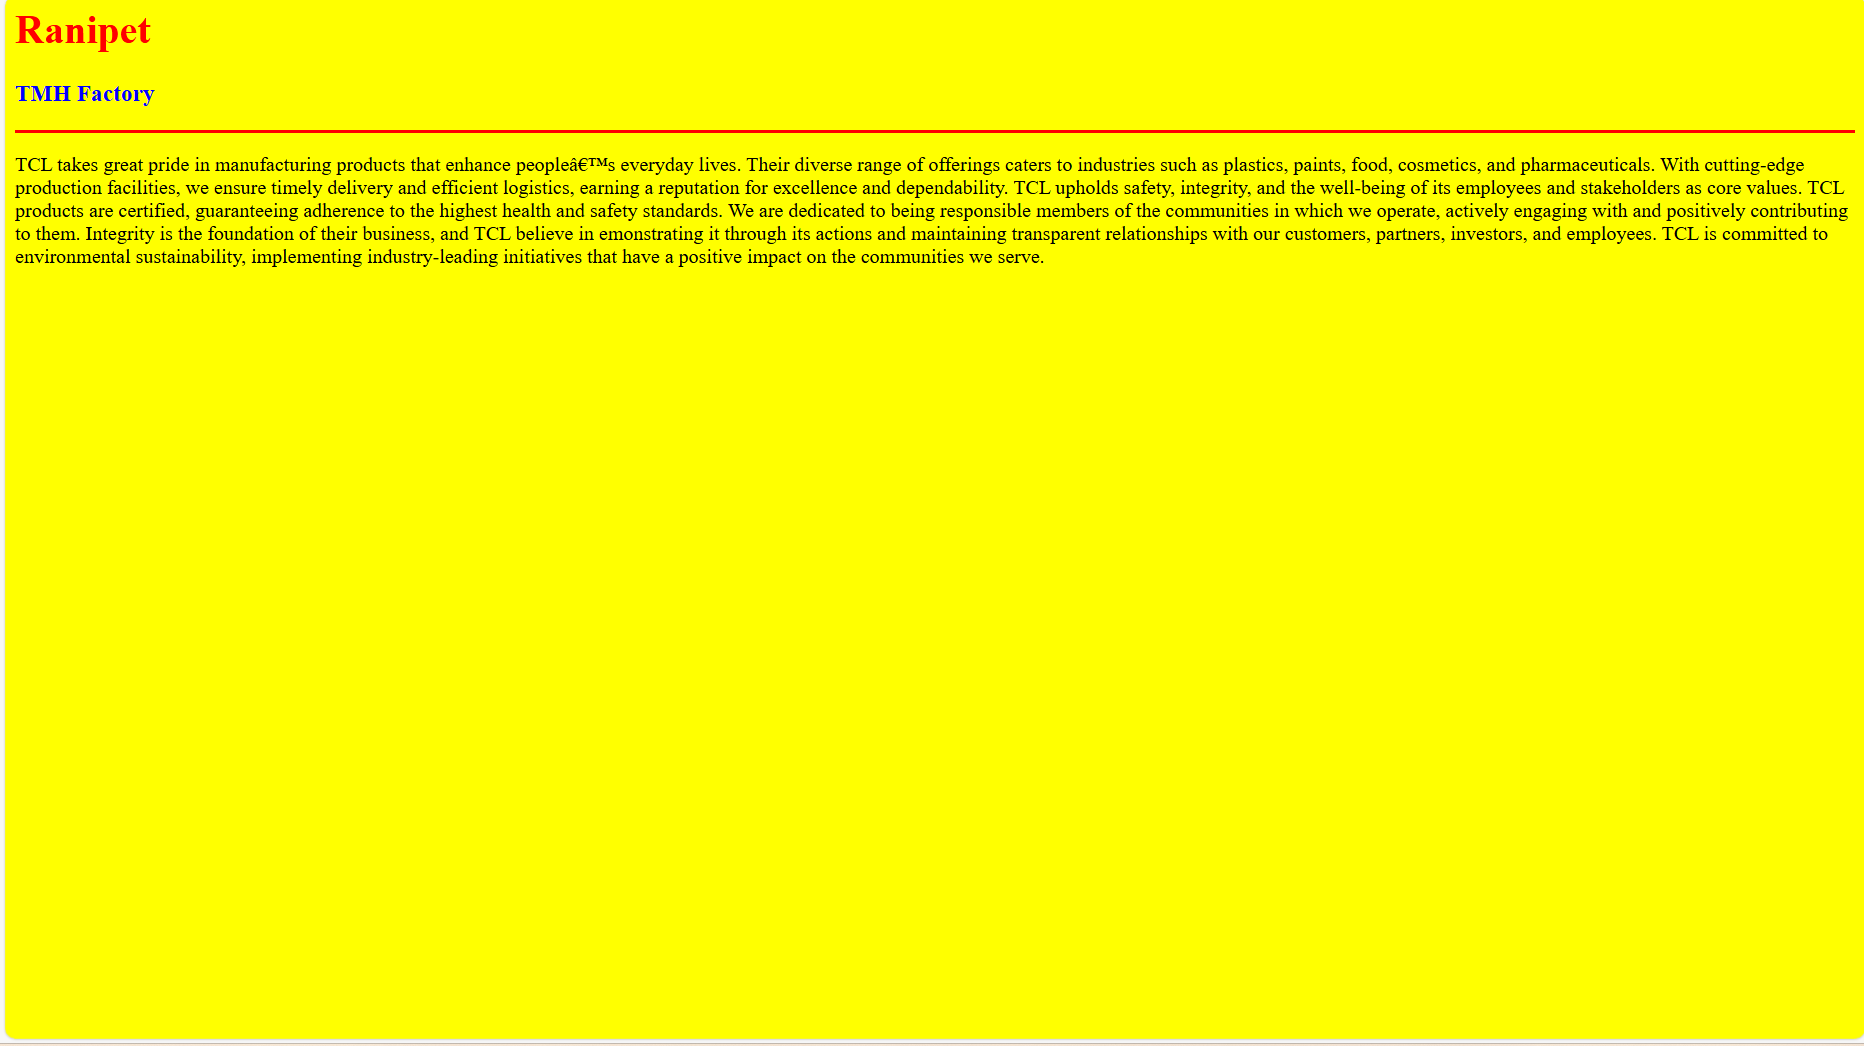 Ranipet
TMH Factory
TCL takes great pride in manufacturing products that enhance peopleâ€™s everyday lives. Their diverse range of offerings caters to industries such as plastics, paints, food, cosmetics, and pharmaceuticals. With cutting-edge
production facilities, we ensure timely delivery and efficient logistics, earning a reputation for excellence and dependability. TCL upholds safety, integrity, and the well-being of its employees and stakeholders as core values. TCL
products are certified, guaranteeing adherence to the highest health and safety standards. We are dedicated to being responsible members of the communities in which we operate, actively engaging with and positively contributing
to them. Integrity is the foundation of their business, and TCL believe in emonstrating it through its actions and maintaining transparent relationships with our customers, partners, investors, and employees. TCL is committed to
environmental sustainability, implementing industry-leading initiatives that have a positive impact on the communities we serve.